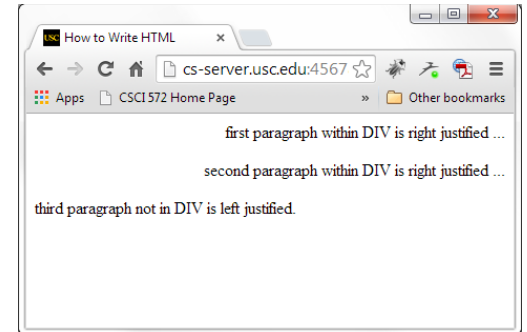 USC How to Write HTML
cs-server.usc.edu:4567
Apps CSCI 572 Home Page » Other bookmarks
first paragraph within DIV is right justified ...
second paragraph within DIV is right justified ...
third paragraph not in DIV is left justified.